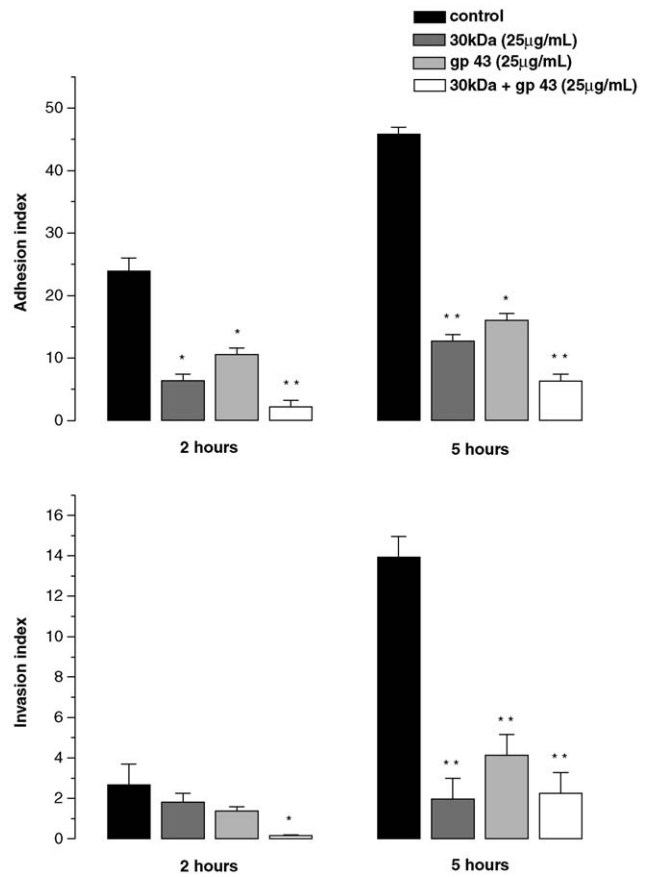 control
30kDa (25µg/mL)
gp 43 (25µg/mL)
30kDa + gp 43 (25µg/mL)
Adhesion index
50
40
30
20
10
0
*
*
* *
* *
*
* *
2 hours
5 hours
Invasion index
16
14
12
10
8
6
4
2
0
*
* *
* *
* *
2 hours
5 hours